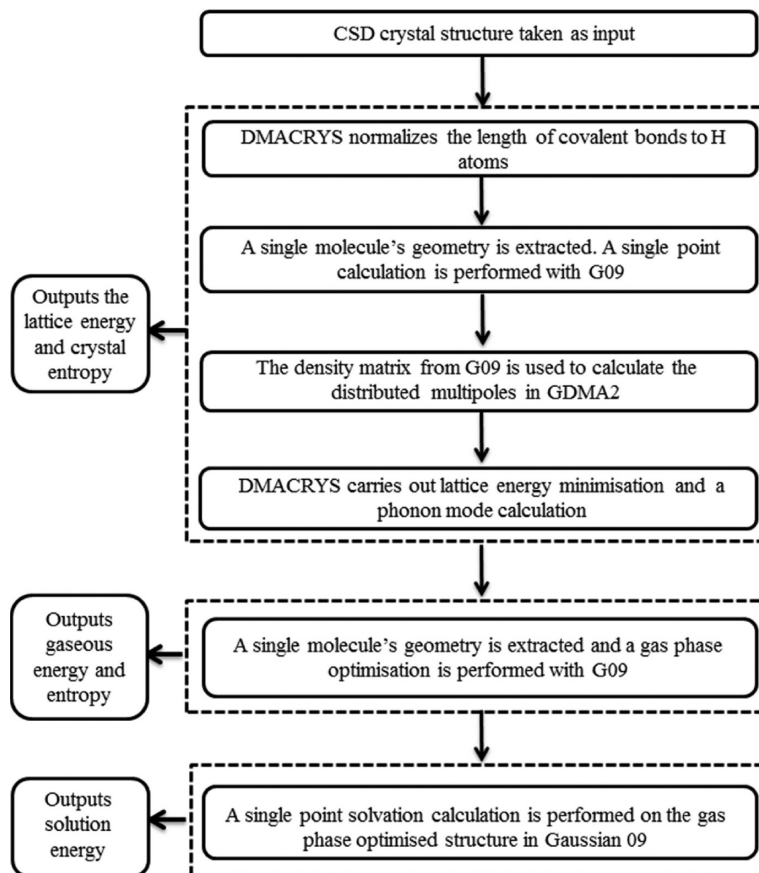 CSD crystal structure taken as input
DMACRYS normalizes the length of covalent bonds to H
atoms
A single molecule's geometry is extracted. A single point
calculation is performed with G09
Outputs the
lattice energy
and crystal
entropy
The density matrix from G09 is used to calculate the
distributed multipoles in GDMA2
DMACRYS carries out lattice energy minimisation and a
phonon mode calculation
Outputs
gaseous
energy and
entropy
A single molecule's geometry is extracted and a gas phase
optimisation is performed with G09
Outputs
solution
energy
A single point solvation calculation is performed on the gas
phase optimised structure in Gaussian 09